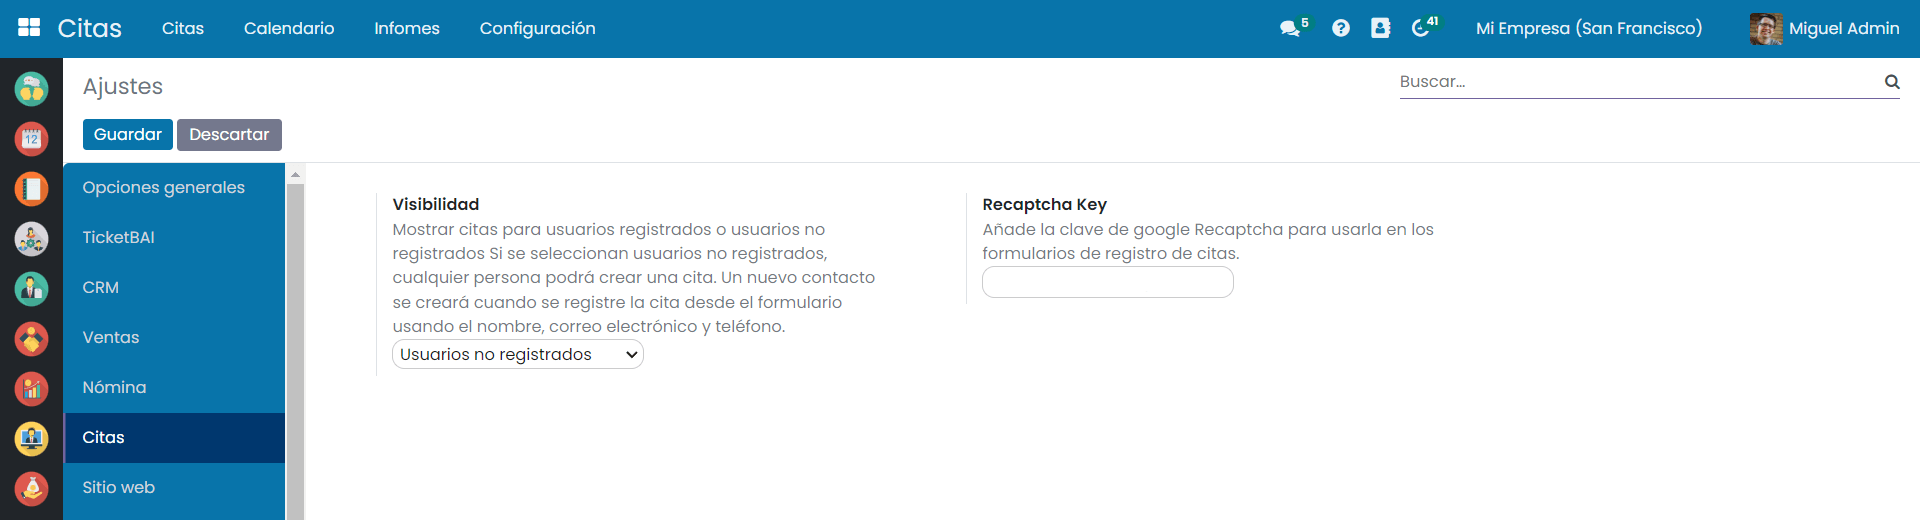 Citas Citas Calendario Infomes Configuración 5 41 Mi Empresa (San Francisco) Miguel Admin
Ajustes
Buscar...
Guardar Descartar
12
Opciones generales
TicketBAI
CRM
Ventas
Nómina
Citas
Sitio web
Visibilidad
Mostrar citas para usuarios registrados o usuarios no
registrados Si se seleccionan usuarios no registrados,
cualquier persona podrá crear una cita. Un nuevo contacto
se creará cuando se registre la cita desde el formulario
usando el nombre, correo electrónico y teléfono.
Usuarios no registrados
Recaptcha Key
Añade la clave de google Recaptcha para usarla en los
formularios de registro de citas.